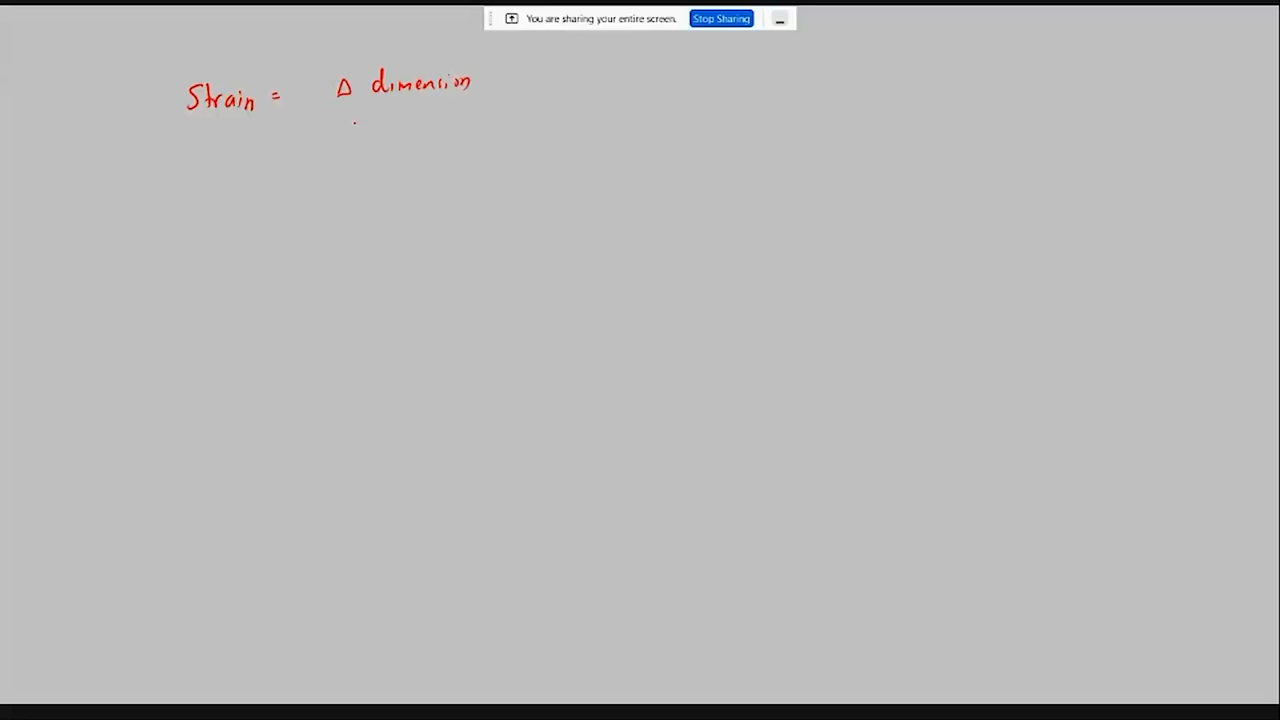 You are sharing your entire screen. Stop Sharing
Strain = Δ dimension